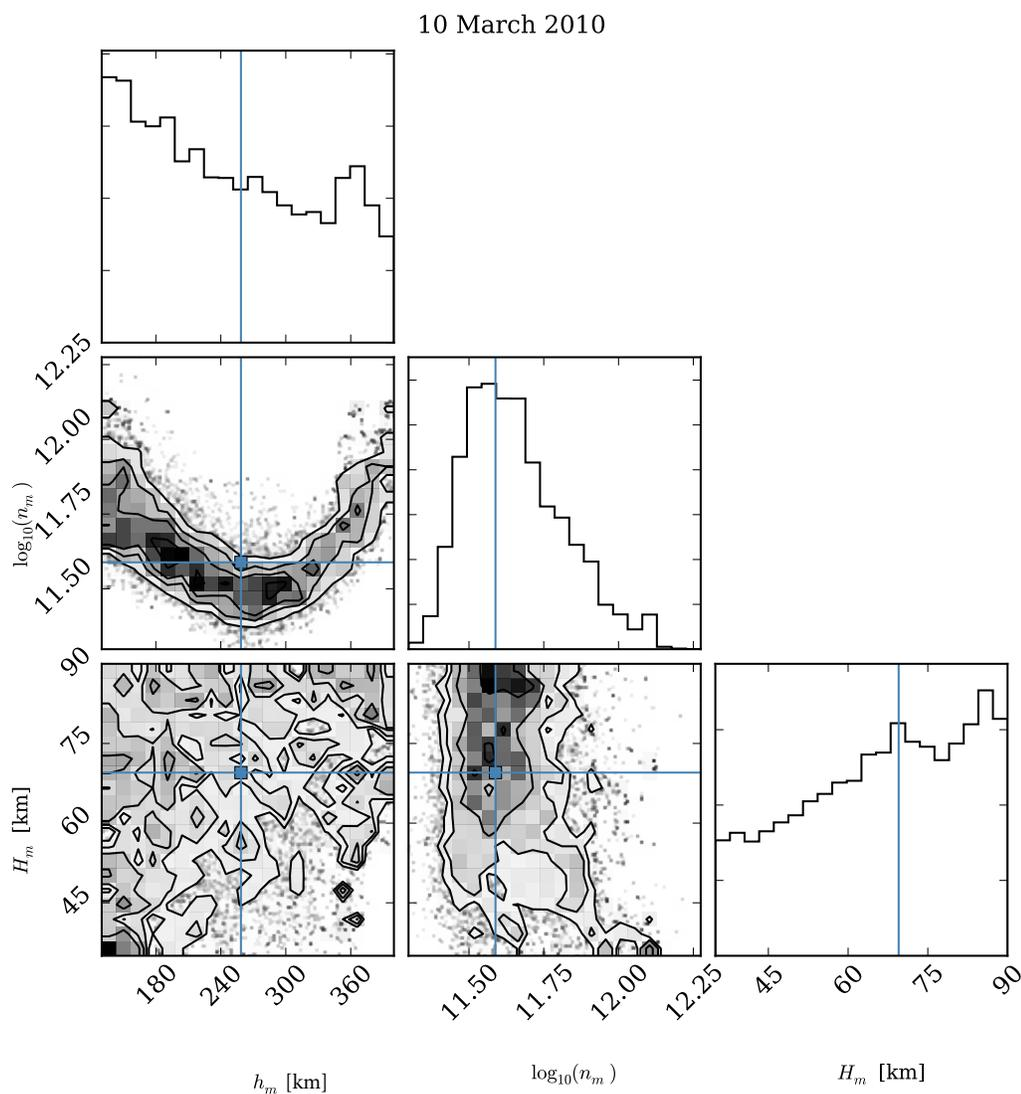 10 March 2010
12.25
12.00
11.75
11.50
log₁₀(nₘ)
90
75
60
45
Hₘ [km]
180 240 300 360
11.50 11.75 12.00 12.25
45 60 75 90
hₘ [km]
log₁₀(nₘ)
Hₘ [km]